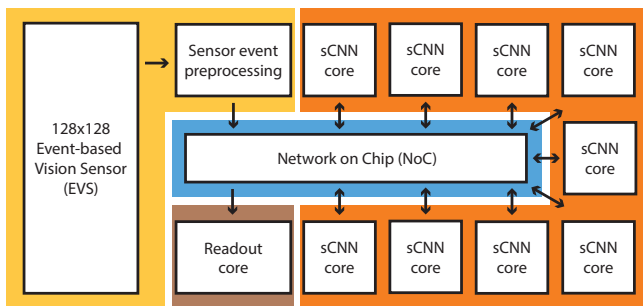 128x128
Event-based
Vision Sensor
(EVS)
Sensor event
preprocessing
sCNN
core
sCNN
core
sCNN
core
sCNN
core
Network on Chip (NoC)
sCNN
core
Readout
core
sCNN
core
sCNN
core
sCNN
core
sCNN
core